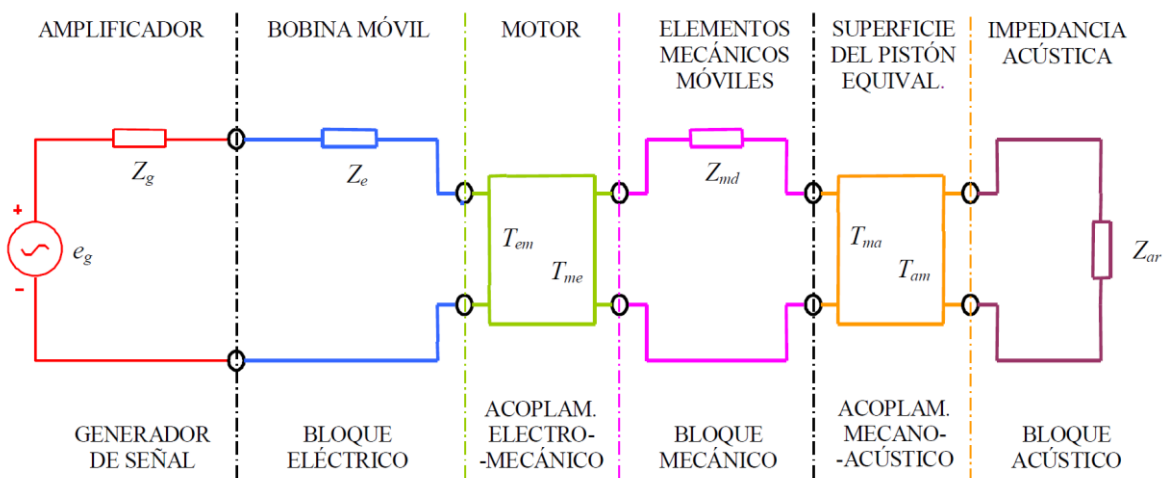 AMPLIFICADOR
BOBINA MÓVIL
MOTOR
ELEMENTOS
MECÁNICOS
MÓVILES
SUPERFICIE
DEL PISTÓN
EQUIVAL.
IMPEDANCIA
ACÚSTICA
Zg
Ze
Zmd
+
eg
-
Tem
Tme
Tma
Tam
Zar
GENERADOR
DE SEÑAL
BLOQUE
ELÉCTRICO
ACOPLAM.
ELECTRO-
-MECÁNICO
BLOQUE
MECÁNICO
ACOPLAM.
MECANO-
-ACÚSTICO
BLOQUE
ACÚSTICO